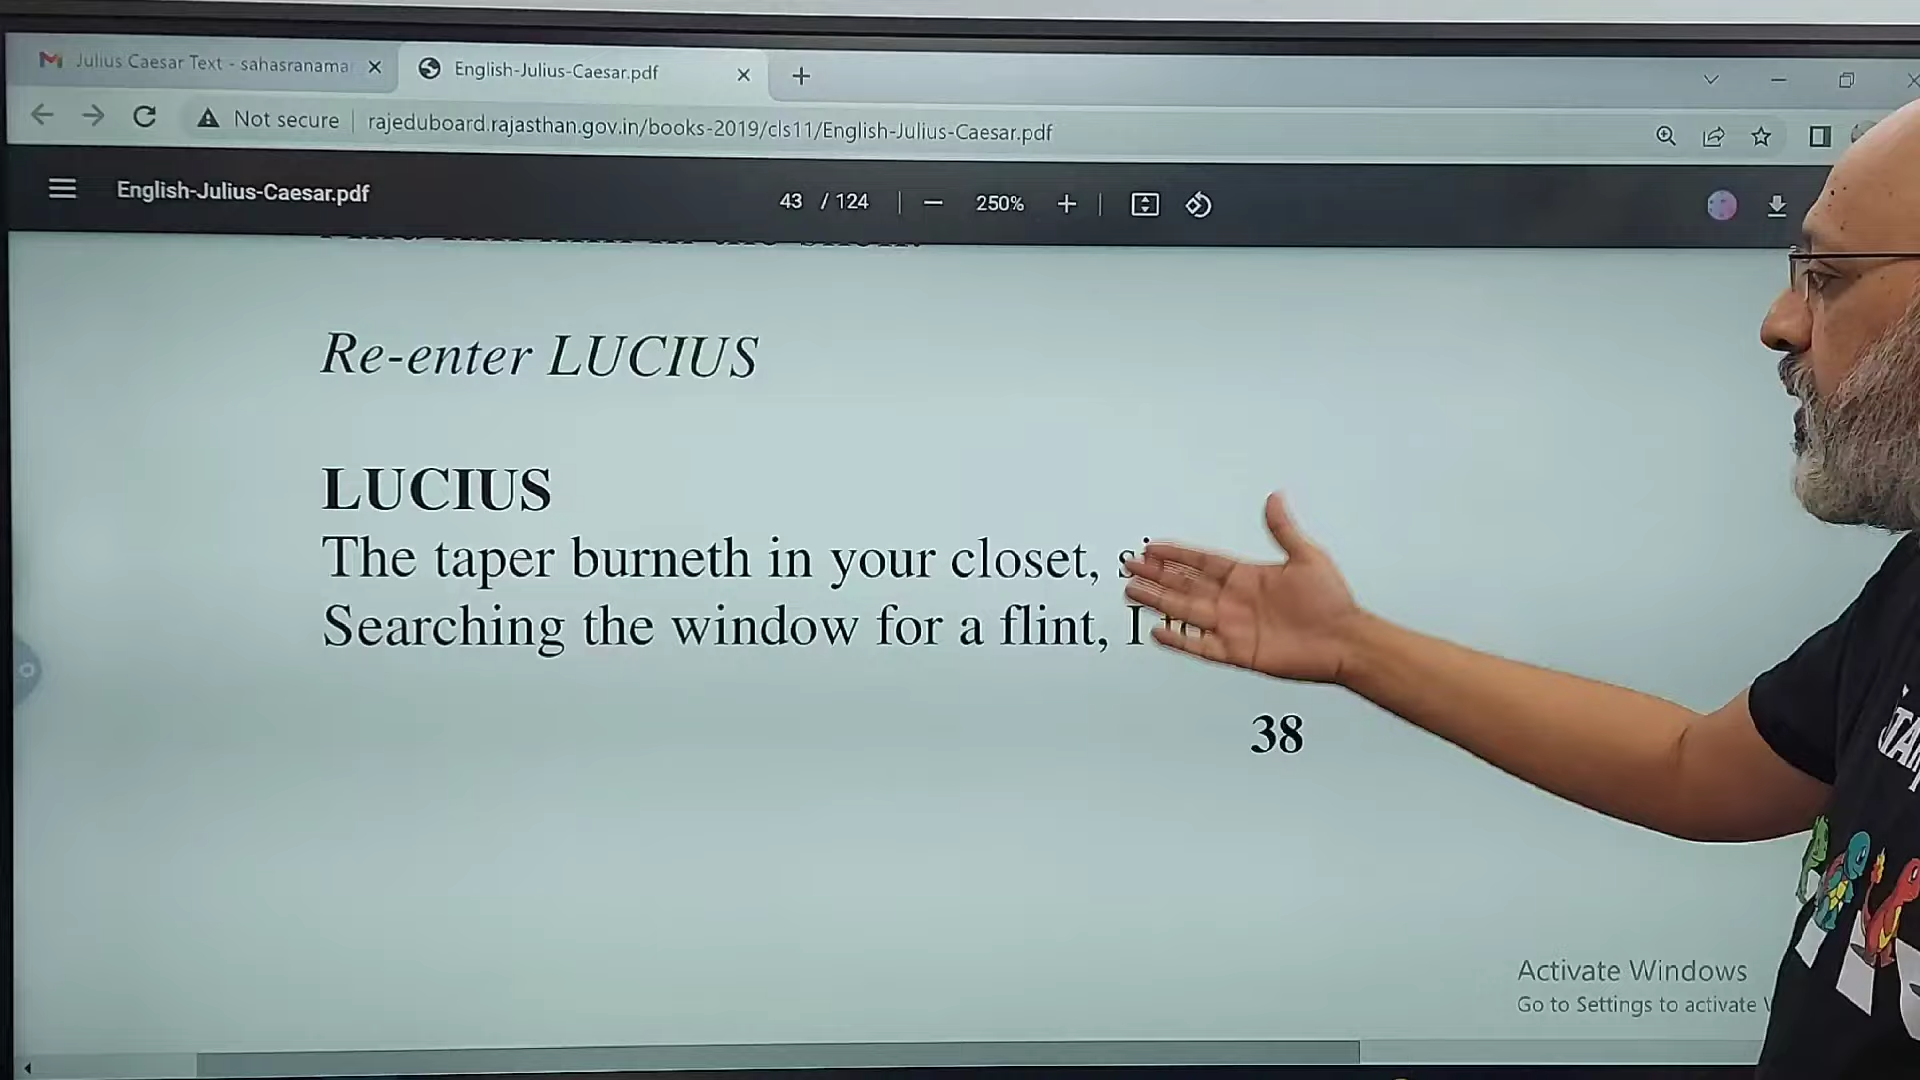 Julius Caesar Text - sahasranama
English-Julius-Caesar.pdf
Not secure
rajeduboard.rajasthan.gov.in/books-2019/cls11/English-Julius-Caesar.pdf
English-Julius-Caesar.pdf
43 / 124
250%
Re-enter LUCIUS
LUCIUS
The taper burneth in your closet,
Searching the window for a flint, I
38
Activate Windows
Go to Settings to activate